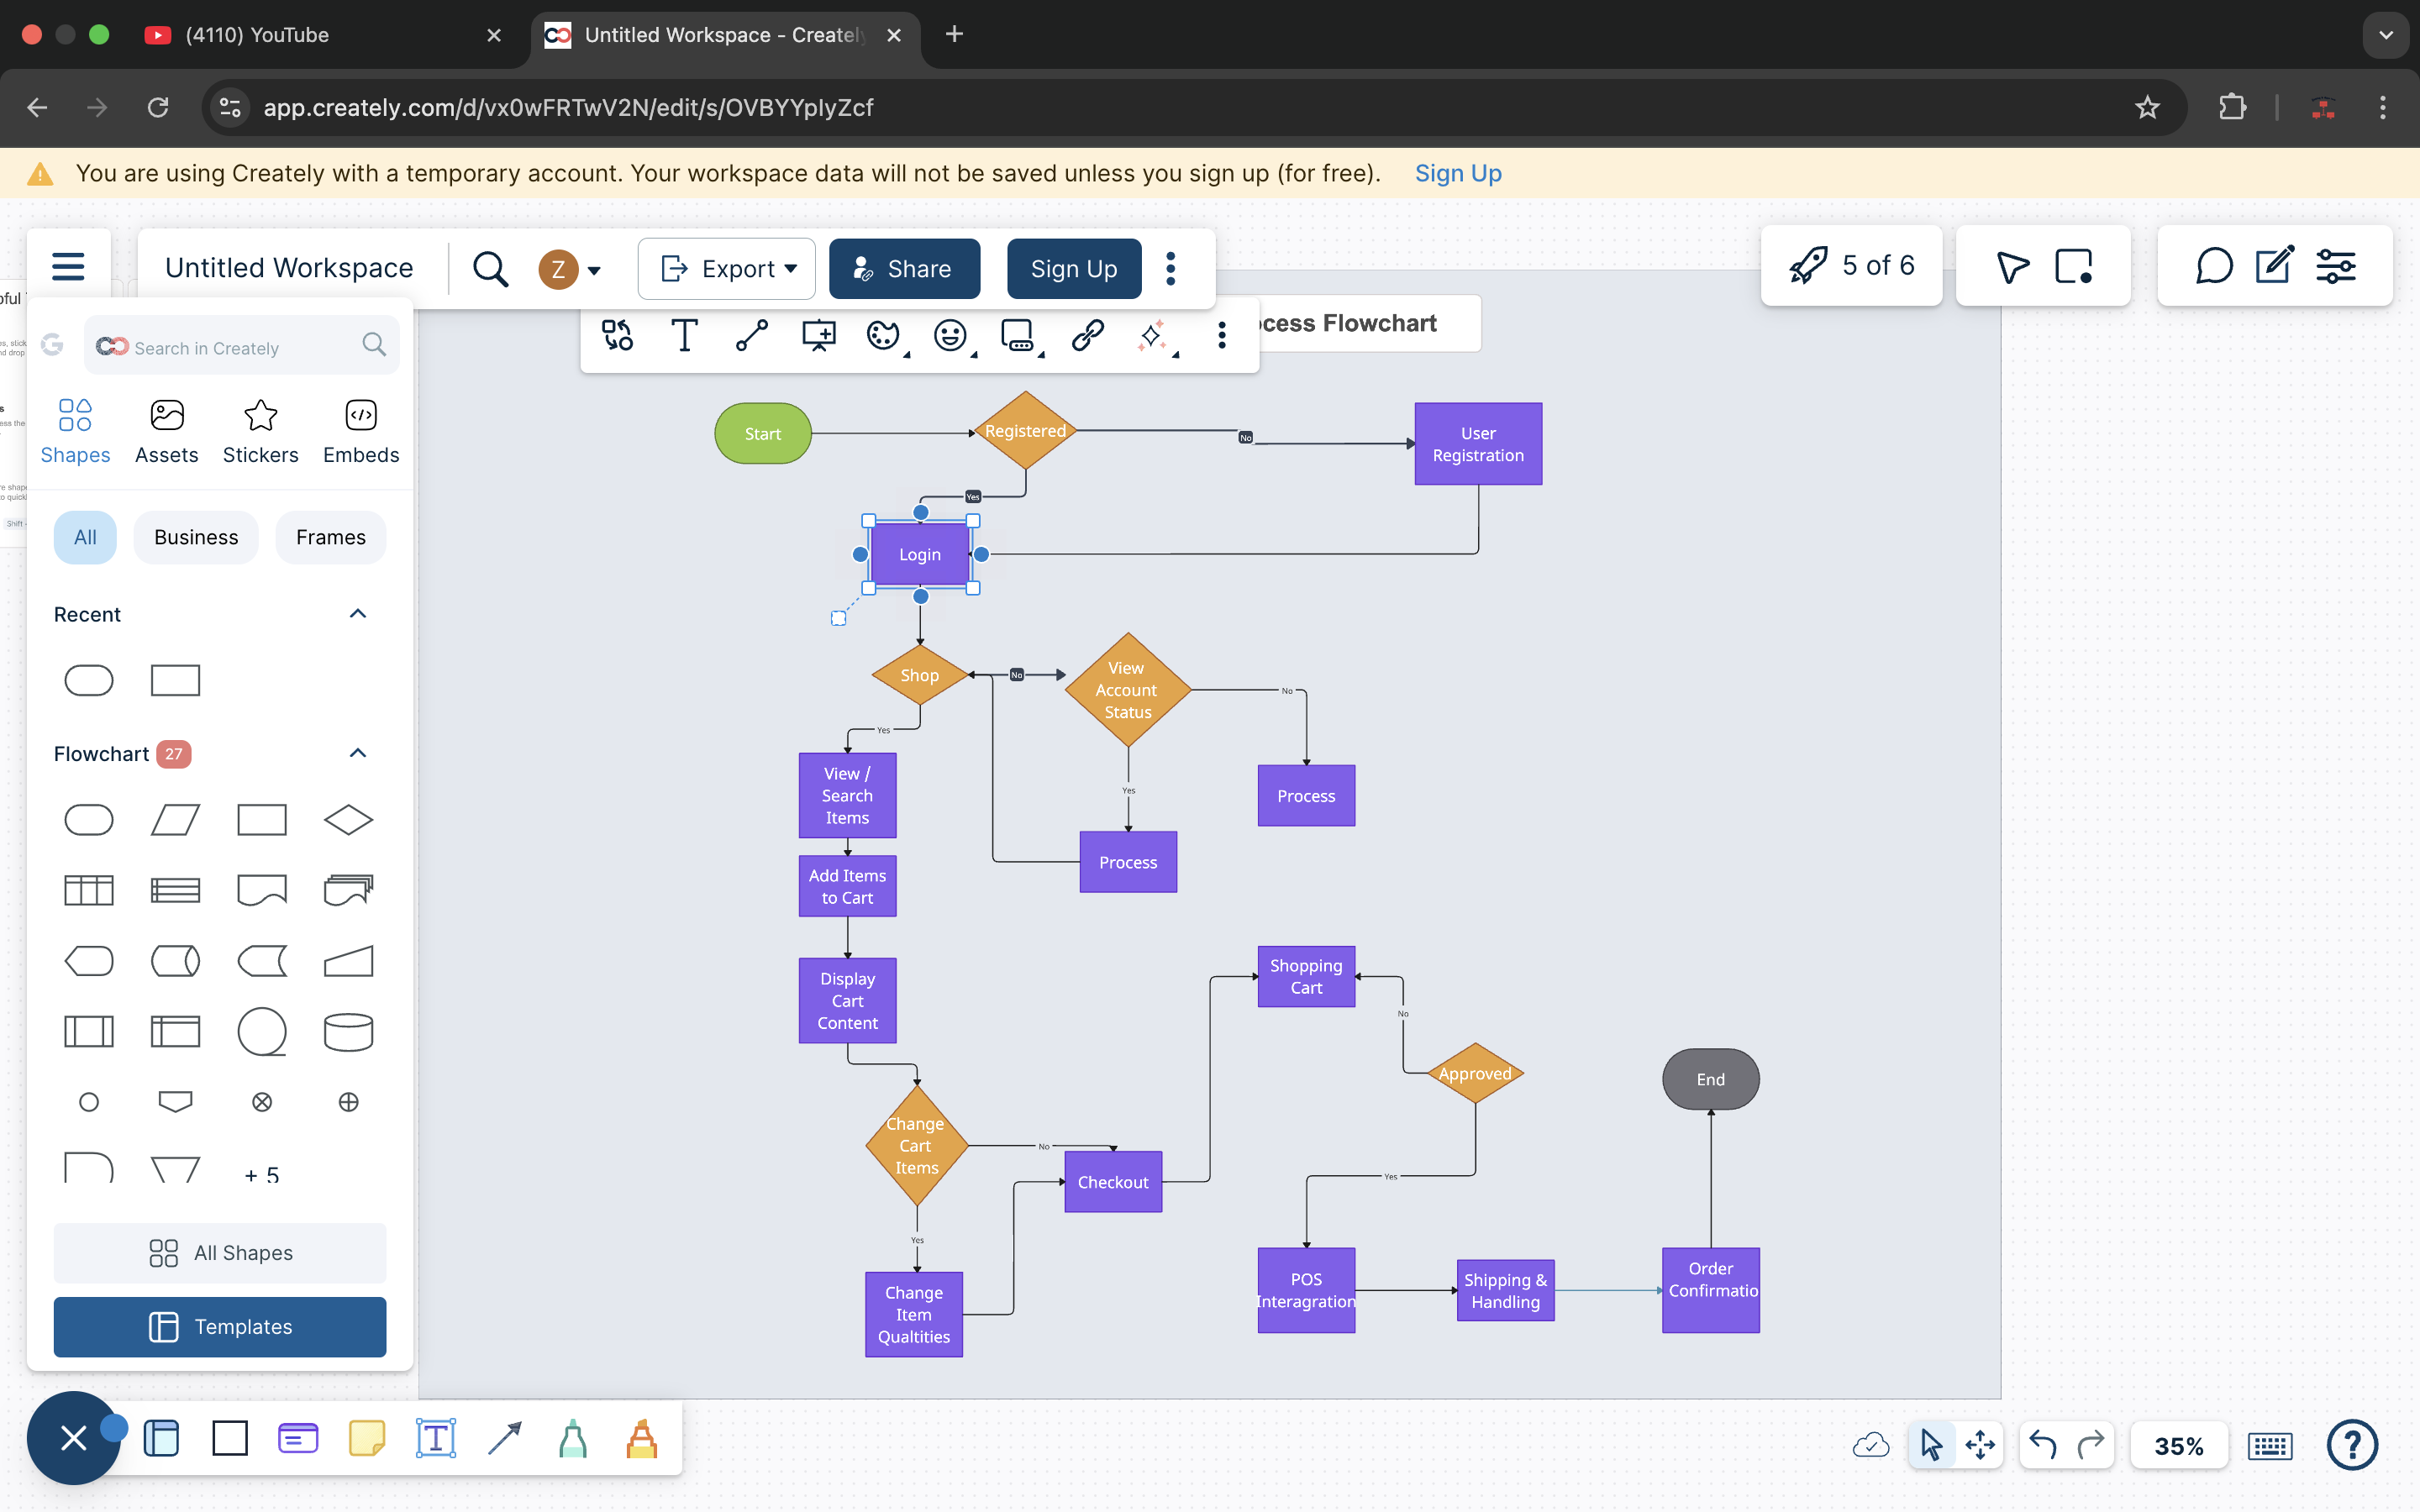 (4110) YouTube
Untitled Workspace - Creately
app.creately.com/d/vx0wFRTwV2N/edit/s/OVBYYplyZcf
You are using Creately with a temporary account. Your workspace data will not be saved unless you sign up (for free). Sign Up
Untitled Workspace
Z
Export
Share
Sign Up
5 of 6
Search in Creately
Shapes
Assets
Stickers
Embeds
All
Business
Frames
Recent
Flowchart 27
+ 5
All Shapes
Templates
cess Flowchart
Start
Registered
No
User
Registration
Yes
Login
Shop
No
View
Account
Status
No
Yes
View /
Search
Items
Yes
Process
Process
Add Items
to Cart
Display
Cart
Content
Shopping
Cart
No
Approved
End
Change
Cart
Items
No
Checkout
Yes
Yes
Change
Item
Qualtities
POS
Interagration
Shipping &
Handling
Order
Confirmatio
35%
?